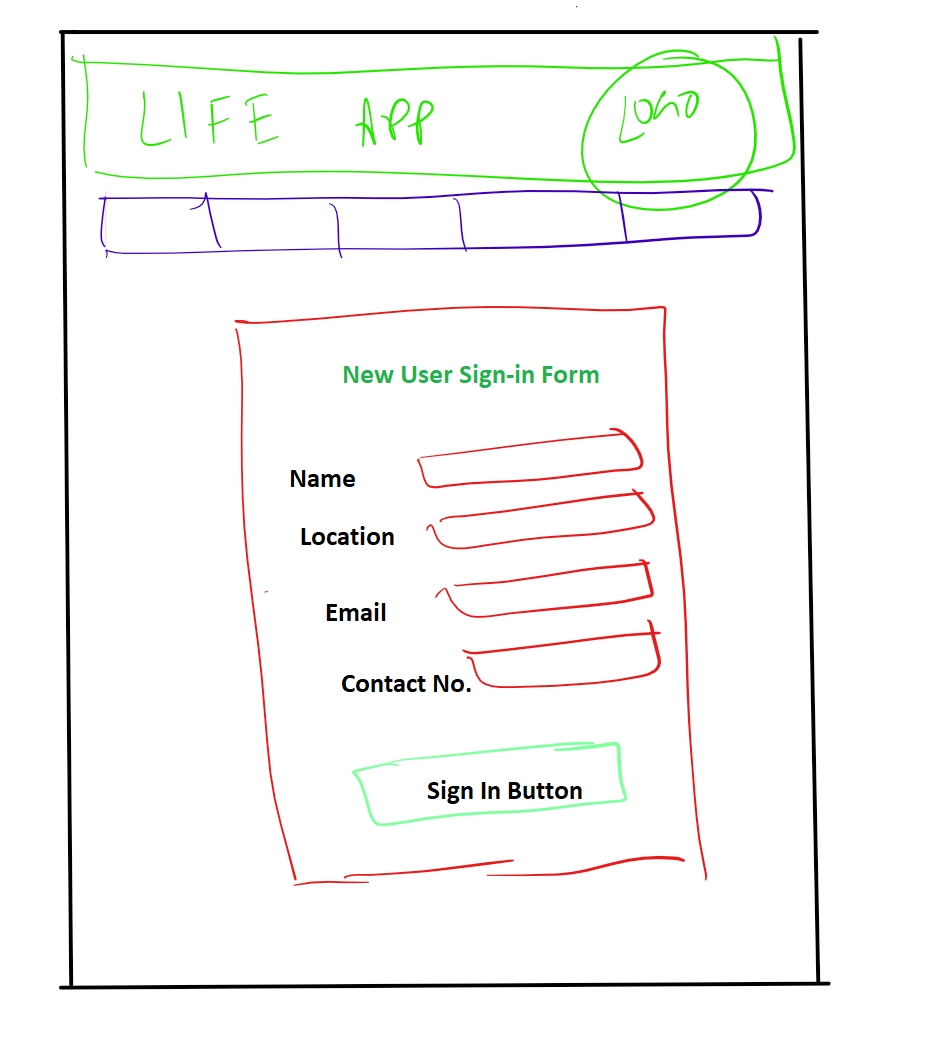 LIFE APP LOGO
New User Sign-in Form
Name
Location
Email
Contact No.
Sign In Button